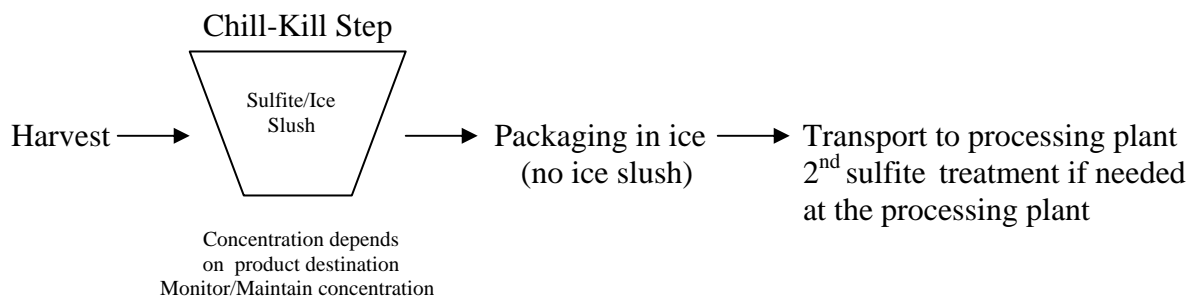 Chill-Kill Step
Sulfite/Ice
Slush
Harvest
Packaging in ice
(no ice slush)
Transport to processing plant
2nd sulfite treatment if needed
at the processing plant
Concentration depends
on product destination
Monitor/Maintain concentration